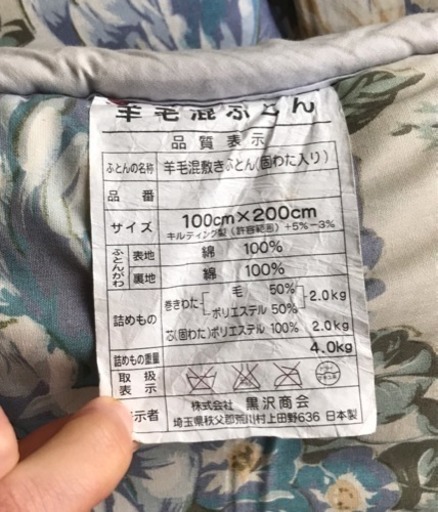 羊毛混ふとん
品質表示
ふとんの名称 羊毛混敷きふとん(固わた入り)
品番
サイズ 100cm×200cm
キルティング製(許容範囲)+5%−3%
ふとんがわ 表地 綿 100%
裏地 綿 100%
詰めもの 巻きわた 毛 50% ポリエステル 50% 2.0kg
芯(固わた)ポリエステル 100% 2.0kg
詰めもの重量 4.0kg
取扱表示
表示者 株式会社 黒沢商会
埼玉県秩父郡荒川村上田野636 日本製